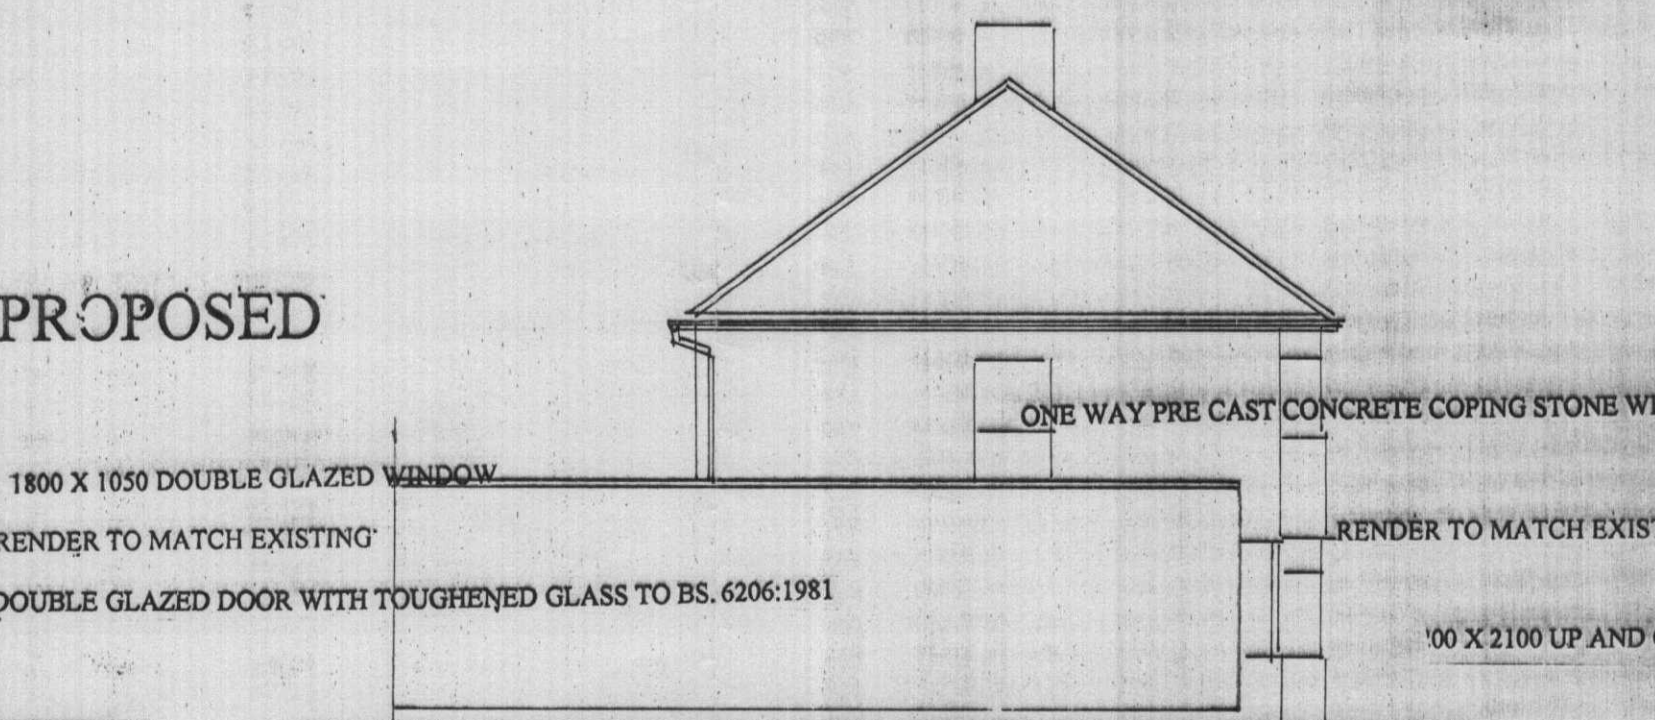 PROPOSED
ONE WAY PRE CAST CONCRETE COPING STONE
1800 X 1050 DOUBLE GLAZED WINDOW
RENDER TO MATCH EXISTING
RENDER TO MATCH
DOUBLE GLAZED DOOR WITH TOUGHENED GLASS TO BS. 6206:1981
X 2100 UP AND